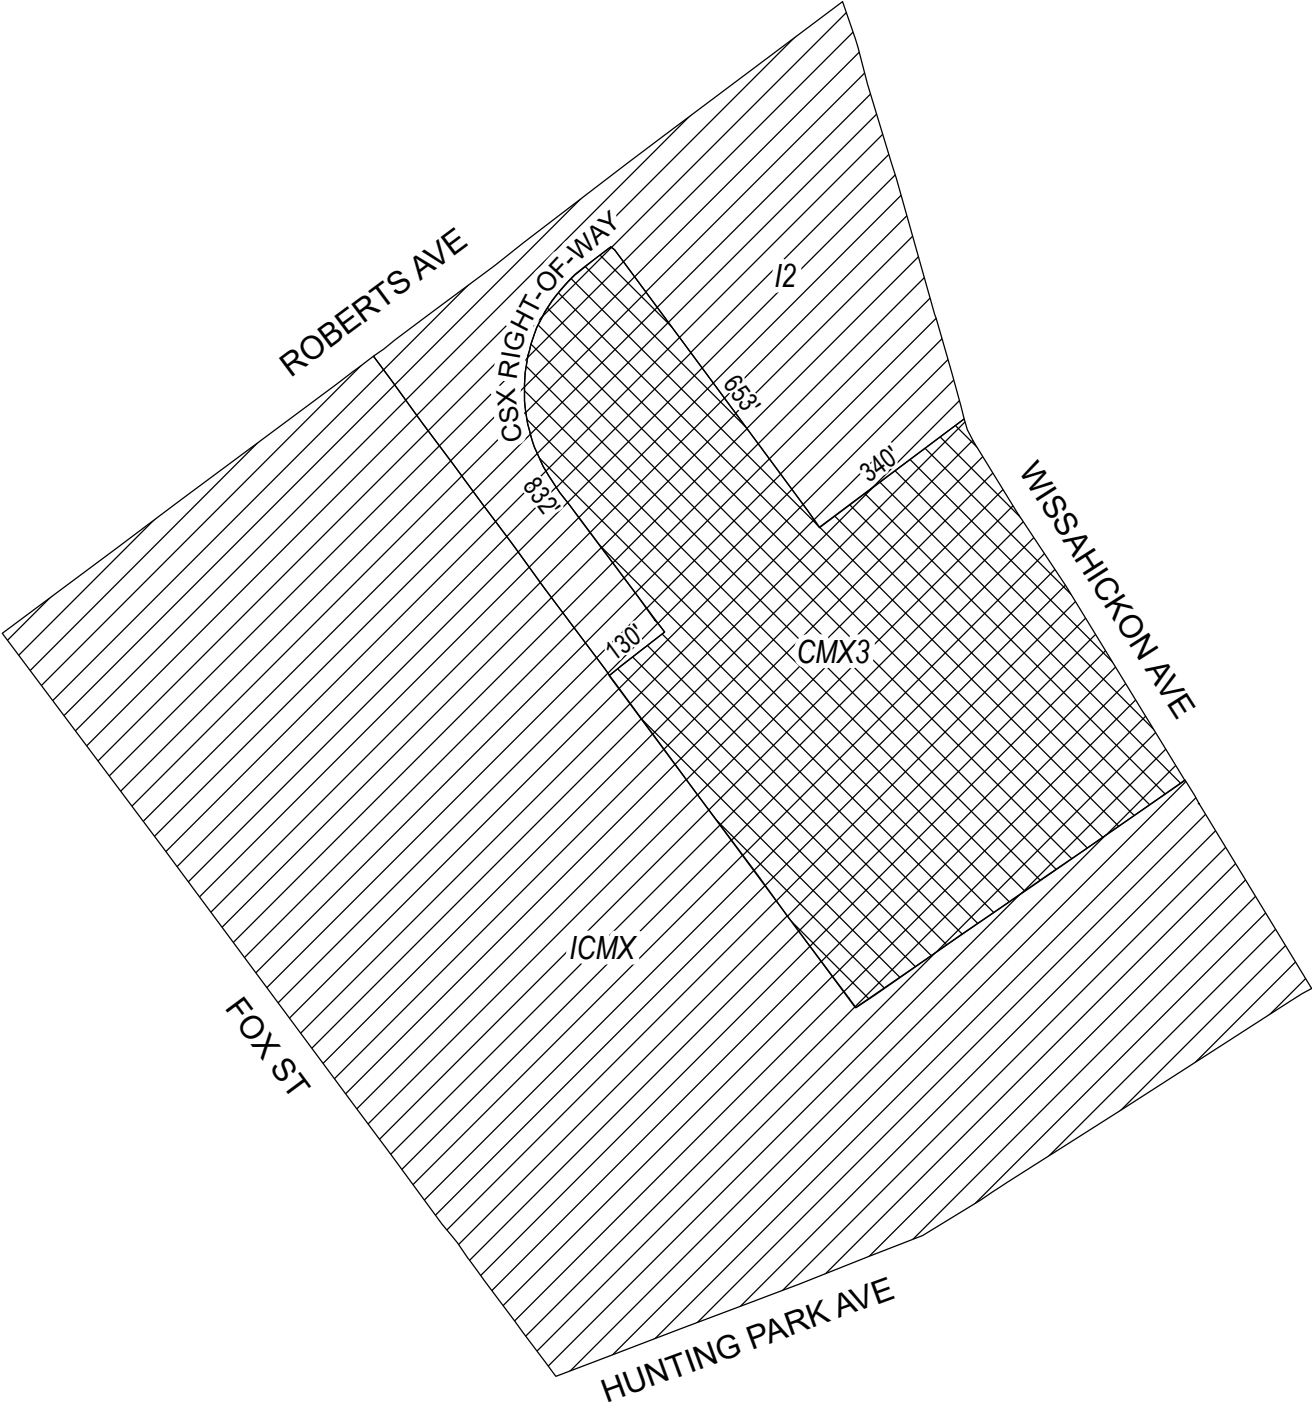 ROBERTS AVE
CSX RIGHT-OF-WAY
I2
653'
340'
832'
130'
WISSAHICKON AVE
CMX3
ICMX
FOX ST
HUNTING PARK AVE